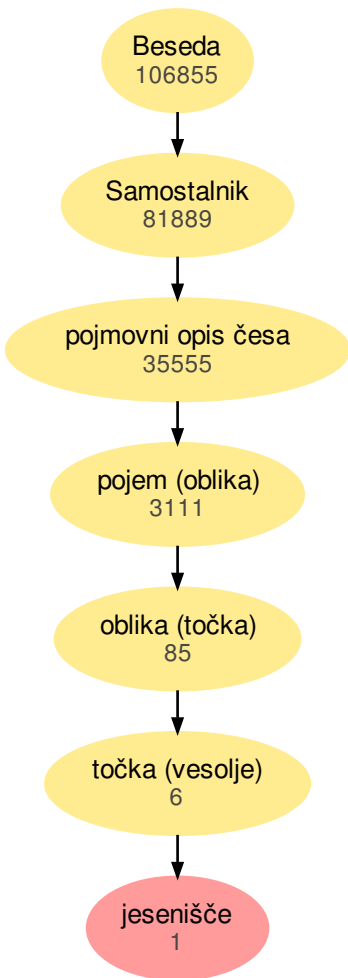 Beseda
106855
Samostalnik
81889
pojmovni opis česa
35555
pojem (oblika)
3111
oblika (točka)
85
točka (vesolje)
6
jesenišče
1